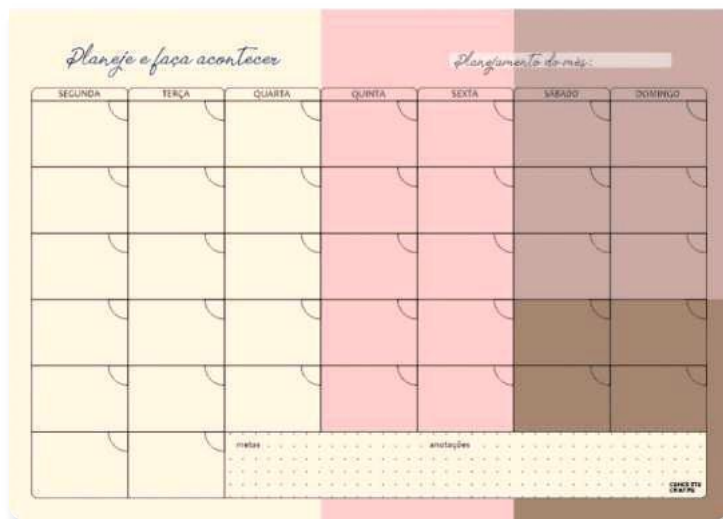 Planeje e faça acontecer
Planejamento do mês:
SEGUNDA TERÇA QUARTA QUINTA SEXTA SÁBADO DOMINGO
metas anotações